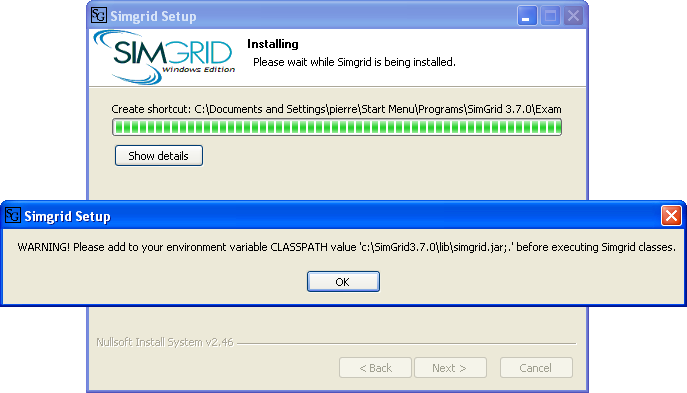 SG Simgrid Setup
SIMGRID
Windows Edition
Installing
Please wait while Simgrid is being installed.
Create shortcut: C:\Documents and Settings\pierre\Start Menu\Programs\SimGrid 3.7.0\Exam
Show details
SG Simgrid Setup
WARNING! Please add to your environment variable CLASSPATH value 'c:\SimGrid3.7.0\lib\simgrid.jar;.' before executing Simgrid classes.
OK
Nullsoft Install System v2.46
< Back
Next >
Cancel